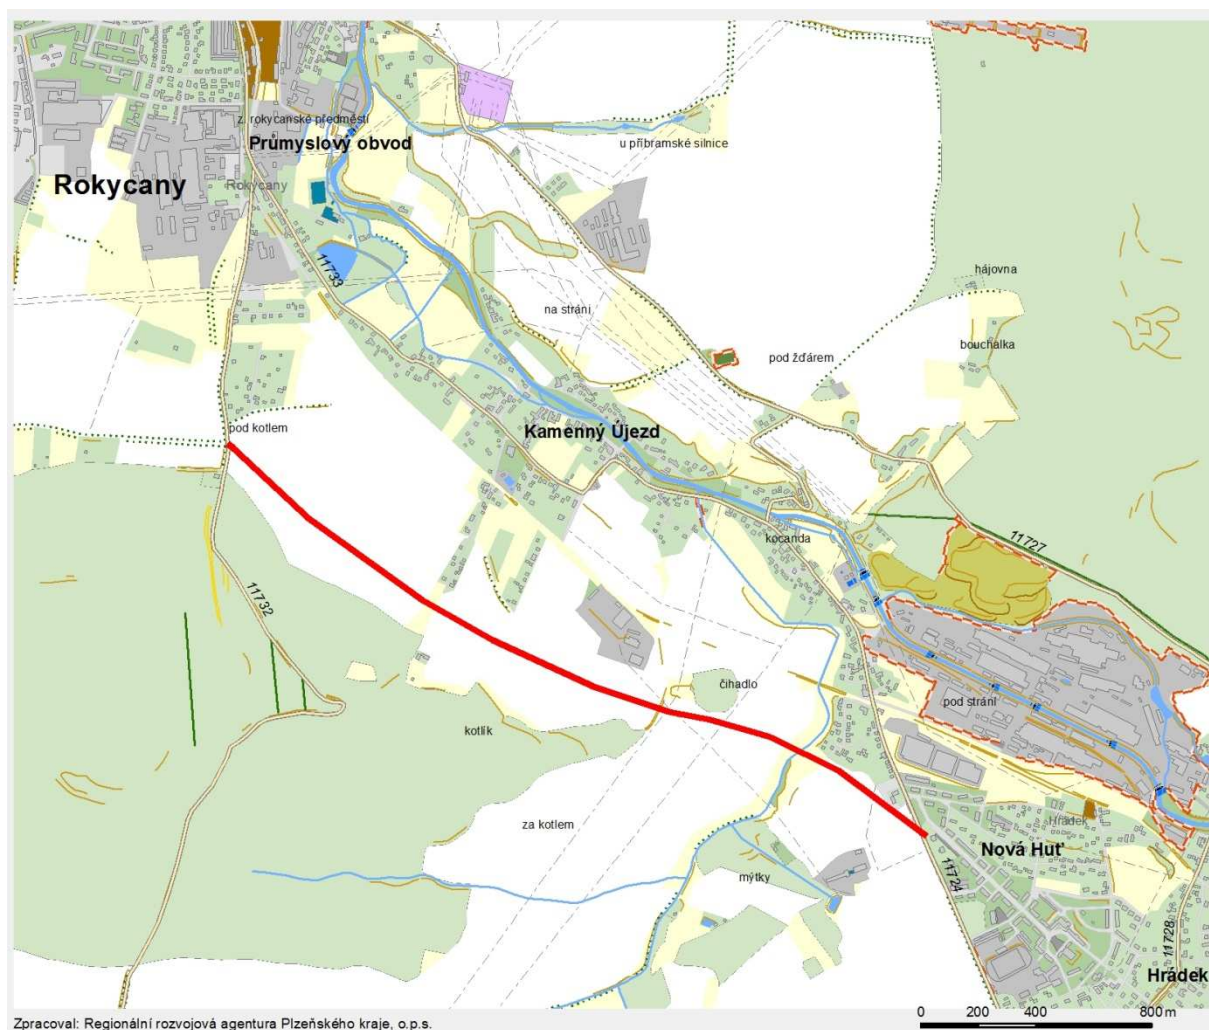 z. rokycanské předměstí
Průmyslový obvod
u příbramské silnice
Rokycany
Rokycany
11733
hájovna
na stráni
bouchalka
pod žďárem
pod kotlem
Kamenný Újezd
kocanda
11727
11732
čihadlo
pod strání
kotlík
za kotlem
Hrádek
Nová Huť
mýtky
11724
11728
Hrádek
0 200 400 800 m
Zpracoval: Regionální rozvojová agentura Plzeňského kraje, o.p.s.